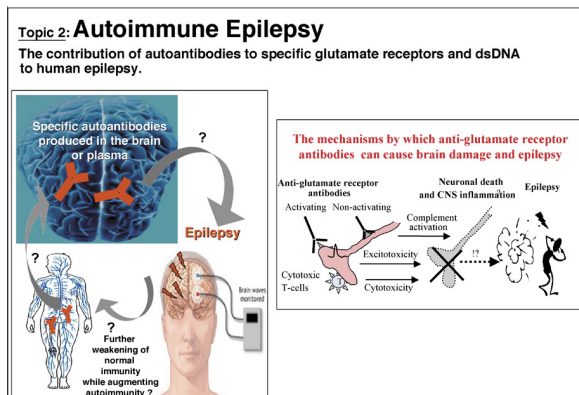 Topic 2: Autoimmune Epilepsy
The contribution of autoantibodies to specific glutamate receptors and dsDNA
to human epilepsy.
Specific autoantibodies
produced in the brain
or plasma
?
Epilepsy
?
Brain waves
monitored
?
Further
weakening of
normal
immunity
while augmenting
autoimmunity ?
The mechanisms by which anti-glutamate receptor
antibodies can cause brain damage and epilepsy
Anti-glutamate receptor
antibodies
Activating Non-activating
Neuronal death
and CNS inflamination
Epilepsy
Complement
activation
Excitotoxicity
!?
Cytotoxic
T-cells
T
Cytotoxicity